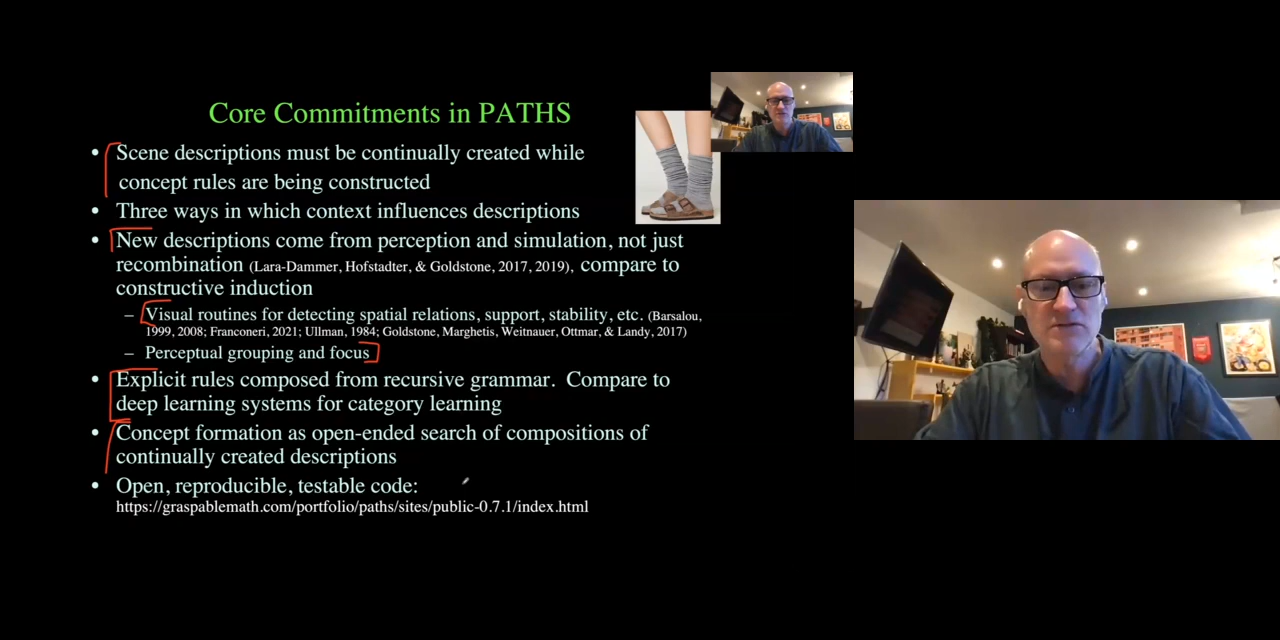 Core Commitments in PATHS
• Scene descriptions must be continually created while
concept rules are being constructed
• Three ways in which context influences descriptions
• New descriptions come from perception and simulation, not just
recombination (Lara-Dammer, Hofstadter, & Goldstone, 2017, 2019), compare to
constructive induction
– Visual routines for detecting spatial relations, support, stability, etc. (Barsalou,
1999, 2008; Franconeri, 2021; Ullman, 1984; Goldstone, Marghetis, Weitnauer, Ottmar, & Landy, 2017)
– Perceptual grouping and focus
• Explicit rules composed from recursive grammar. Compare to
deep learning systems for category learning
• Concept formation as open-ended search of compositions of
continually created descriptions
• Open, reproducible, testable code:
https://graspablemath.com/portfolio/paths/sites/public-0.7.1/index.html